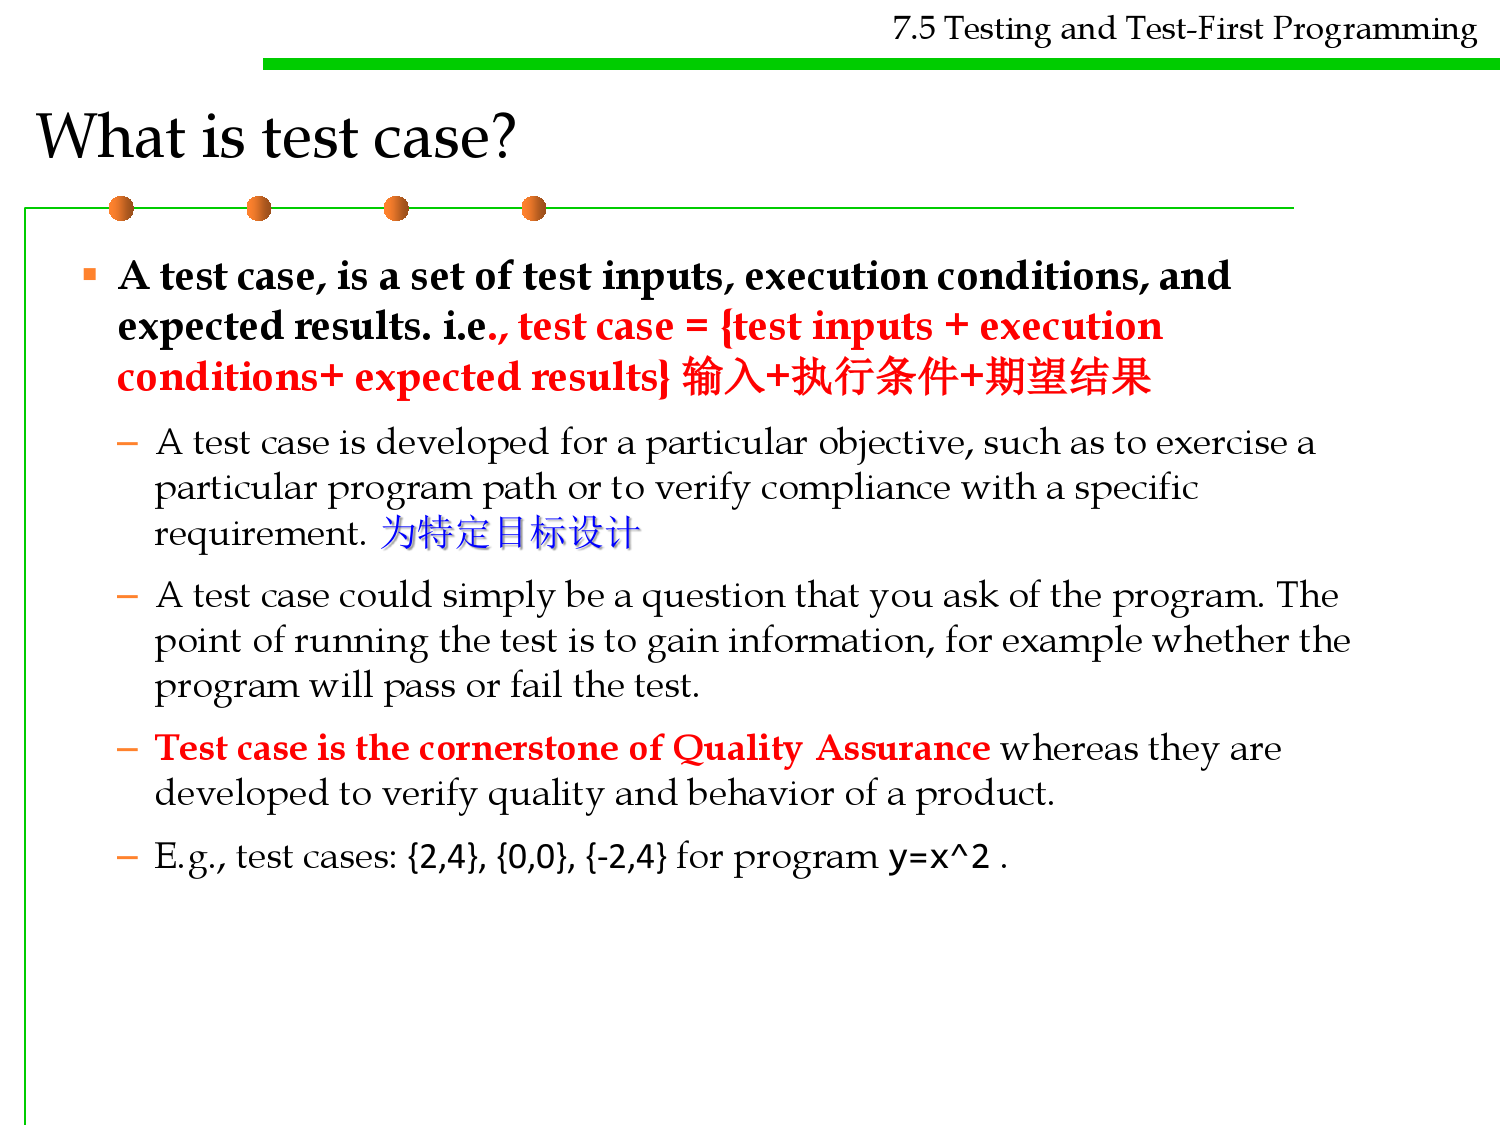 7.5 Testing and Test-First Programming
What is test case?
▪ A test case, is a set of test inputs, execution conditions, and
expected results. i.e., test case = {test inputs + execution
conditions+ expected results} 输入+执行条件+期望结果
– A test case is developed for a particular objective, such as to exercise a
particular program path or to verify compliance with a specific
requirement. 为特定目标设计
– A test case could simply be a question that you ask of the program. The
point of running the test is to gain information, for example whether the
program will pass or fail the test.
– Test case is the cornerstone of Quality Assurance whereas they are
developed to verify quality and behavior of a product.
– E.g., test cases: {2,4}, {0,0}, {-2,4} for program y=x^2 .